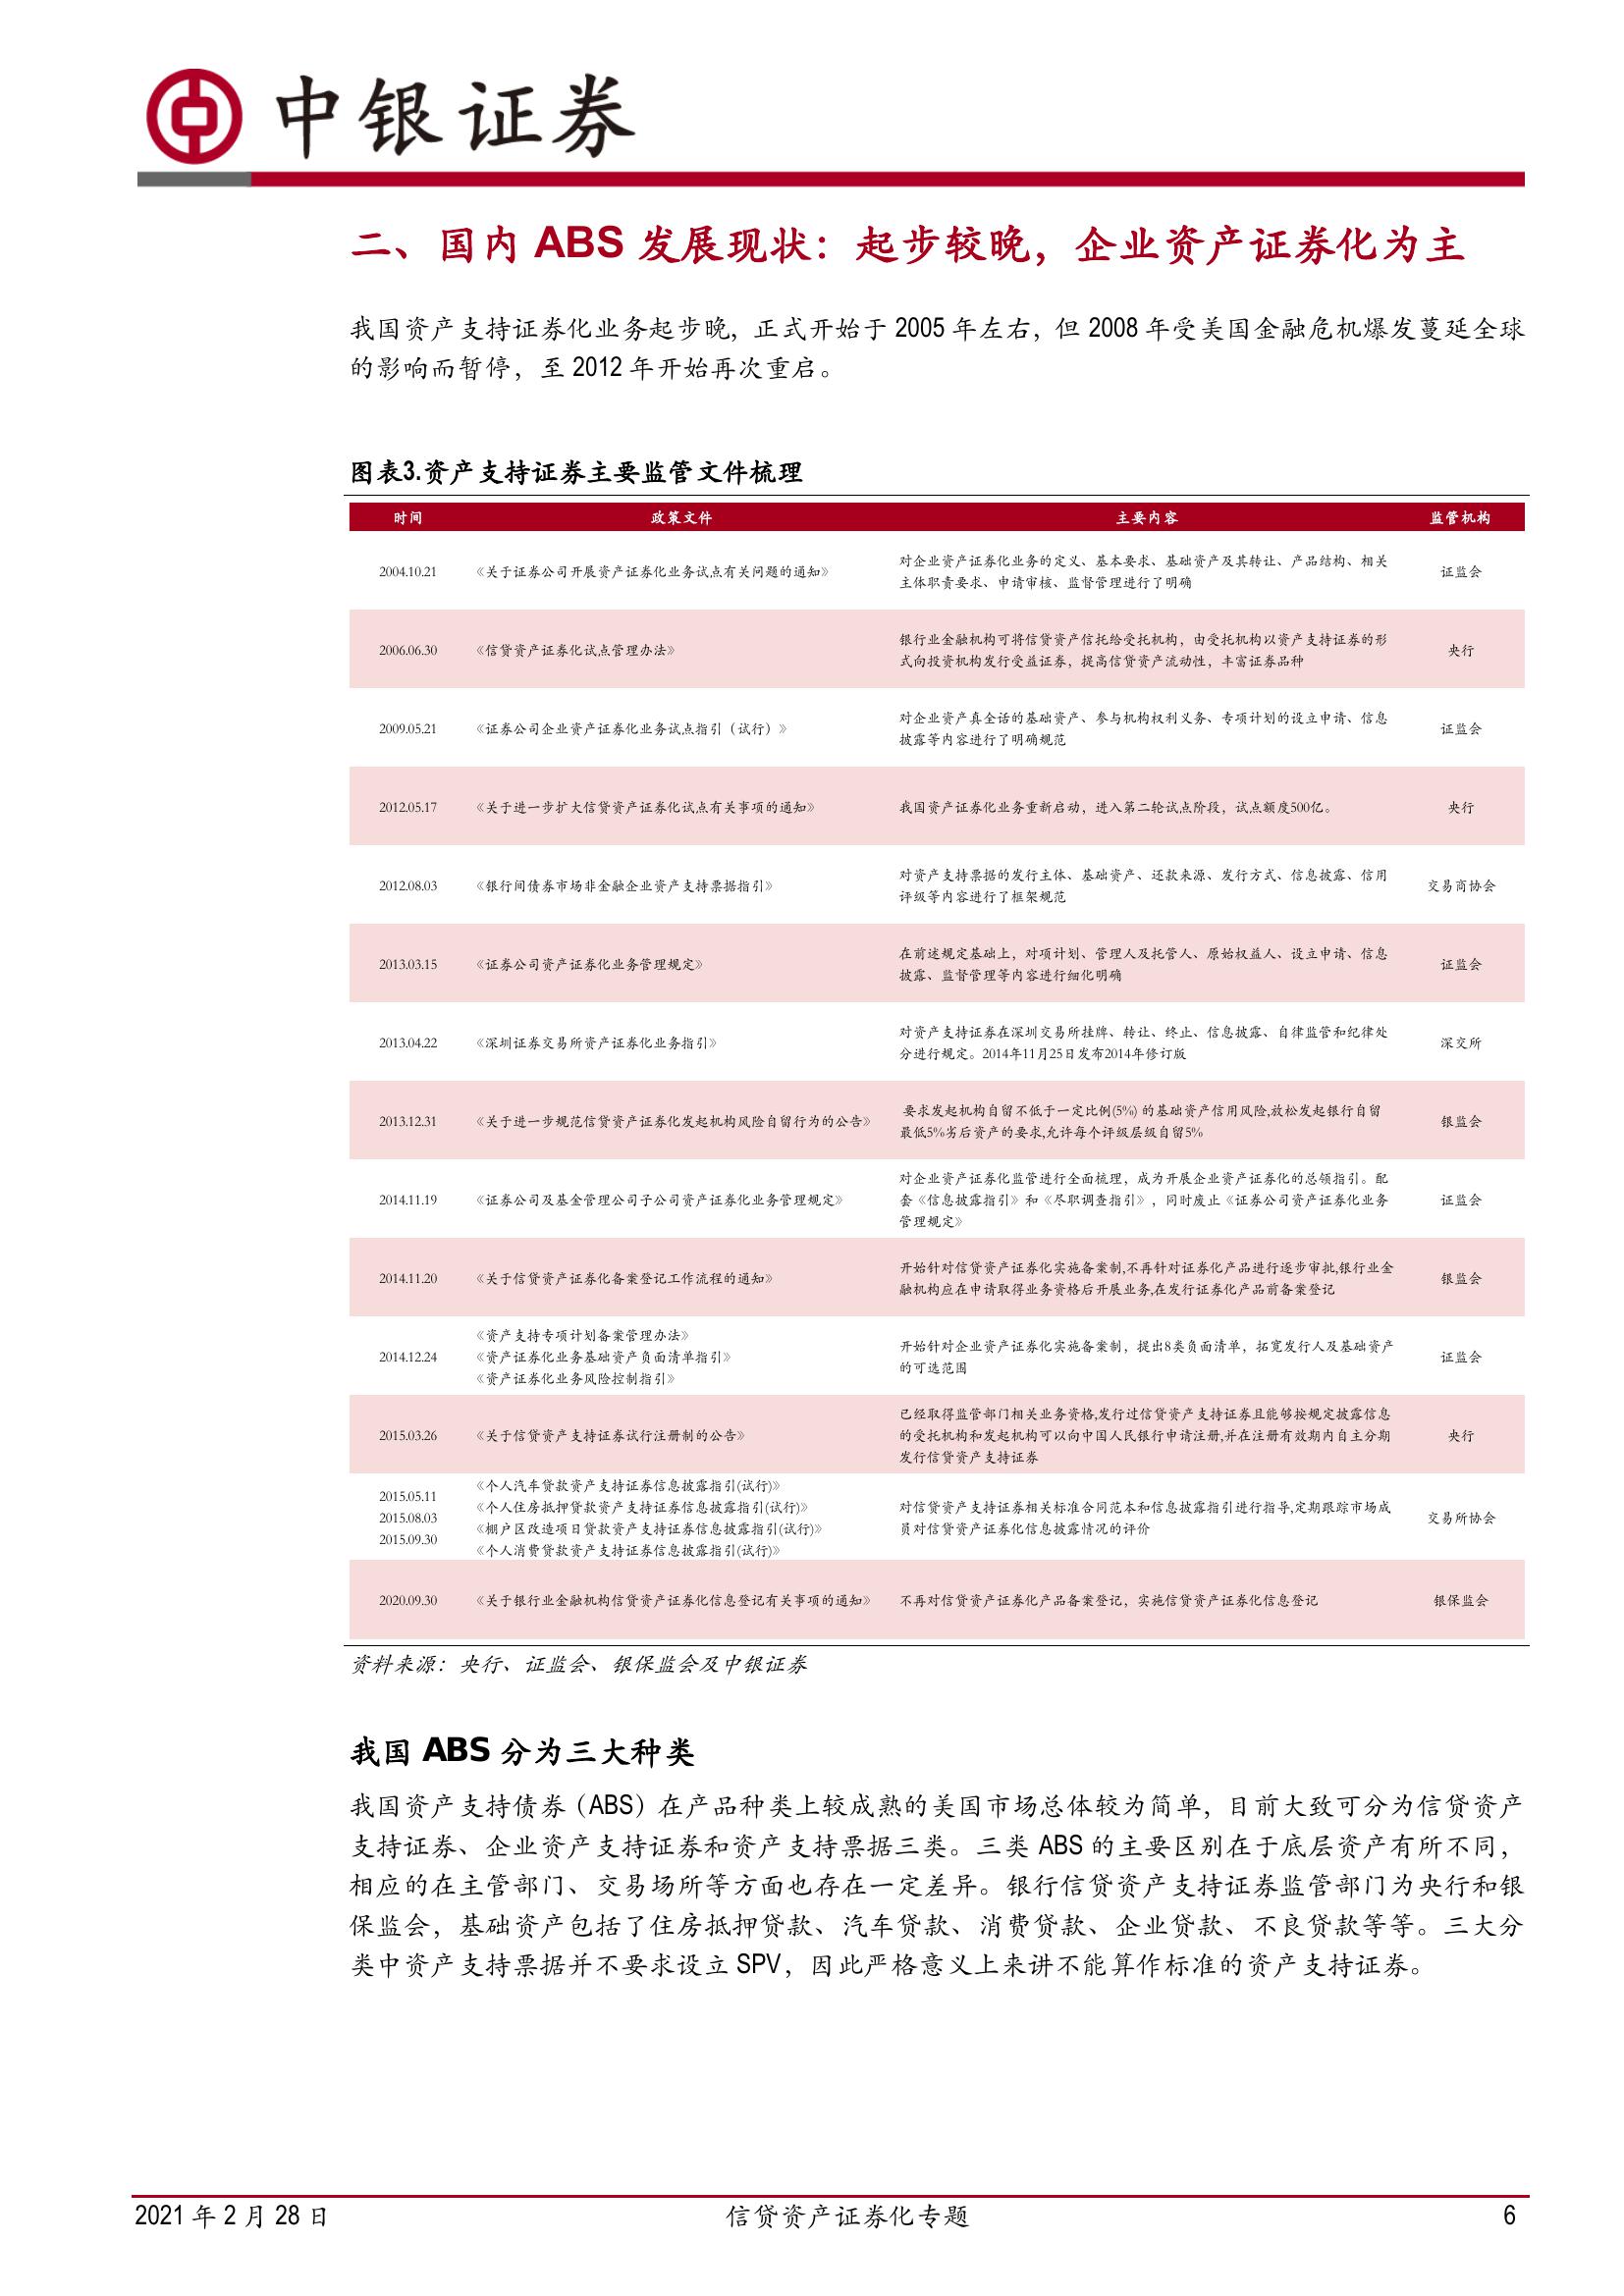 中银证券
二、国内 ABS 发展现状：起步较晚，企业资产证券化为主
我国资产支持证券化业务起步晚，正式开始于 2005 年左右，但 2008 年受美国金融危机爆发蔓延全球
的影响而暂停，至 2012 年开始再次重启。
图表3.资产支持证券主要监管文件梳理
时间 政策文件 主要内容 监管机构
2004.10.21 《关于证券公司开展资产证券化业务试点有关问题的通知》 对企业资产证券化业务的定义、基本要求、基础资产及其转让、产品结构、相关
主体职责要求、申请审核、监督管理进行了明确 证监会
2006.06.30 《信贷资产证券化试点管理办法》 银行业金融机构可将信贷资产信托给受托机构，由受托机构以资产支持证券的形
式向投资机构发行受益证券，提高信贷资产流动性，丰富证券品种 央行
2009.05.21 《证券公司企业资产证券化业务试点指引（试行）》 对企业资产真全话的基础资产、参与机构权利义务、专项计划的设立申请、信息
披露等内容进行了明确规范 证监会
2012.05.17 《关于进一步扩大信贷资产证券化试点有关事项的通知》 我国资产证券化业务重新启动，进入第二轮试点阶段，试点额度500亿。 央行
2012.08.03 《银行间债券市场非金融企业资产支持票据指引》 对资产支持票据的发行主体、基础资产、还款来源、发行方式、信息披露、信用
评级等内容进行了框架规范 交易商协会
2013.03.15 《证券公司资产证券化业务管理规定》 在前述规定基础上，对项计划、管理人及托管人、原始权益人、设立申请、信息
披露、监督管理等内容进行细化明确 证监会
2013.04.22 《深圳证券交易所资产证券化业务指引》 对资产支持证券在深圳交易所挂牌、转让、终止、信息披露、自律监管和纪律处
分进行规定。2014年11月25日发布2014年修订版 深交所
2013.12.31 《关于进一步规范信贷资产证券化发起机构风险自留行为的公告》 要求发起机构自留不低于一定比例(5%) 的基础资产信用风险,放松发起银行自留
最低5%劣后资产的要求,允许每个评级层级自留5% 银监会
2014.11.19 《证券公司及基金管理公司子公司资产证券化业务管理规定》 对企业资产证券化监管进行全面梳理，成为开展企业资产证券化的总领指引。配
套《信息披露指引》和《尽职调查指引》，同时废止《证券公司资产证券化业务
管理规定》 证监会
2014.11.20 《关于信贷资产证券化备案登记工作流程的通知》 开始针对信贷资产证券化实施备案制,不再针对证券化产品进行逐步审批,银行业金
融机构应在申请取得业务资格后开展业务,在发行证券化产品前备案登记 银监会
2014.12.24 《资产支持专项计划备案管理办法》
《资产证券化业务基础资产负面清单指引》
《资产证券化业务风险控制指引》 开始针对企业资产证券化实施备案制，提出8类负面清单，拓宽发行人及基础资产
的可选范围 证监会
2015.03.26 《关于信贷资产支持证券试行注册制的公告》 已经取得监管部门相关业务资格,发行过信贷资产支持证券且能够按规定披露信息
的受托机构和发起机构可以向中国人民银行申请注册,并在注册有效期内自主分期
发行信贷资产支持证券 央行
2015.05.11
2015.08.03
2015.09.30
《个人汽车贷款资产支持证券信息披露指引(试行)》
《个人住房抵押贷款资产支持证券信息披露指引(试行)》
《棚户区改造项目贷款资产支持证券信息披露指引(试行)》
《个人消费贷款资产支持证券信息披露指引(试行)》
对信贷资产支持证券相关标准合同范本和信息披露指引进行指导,定期跟踪市场成
员对信贷资产证券化信息披露情况的评价 交易所协会
2020.09.30 《关于银行业金融机构信贷资产证券化信息登记有关事项的通知》 不再对信贷资产证券化产品备案登记，实施信贷资产证券化信息登记 银保监会
资料来源：央行、证监会、银保监会及中银证券
我国 ABS 分为三大种类
我国资产支持债券（ABS）在产品种类上较成熟的美国市场总体较为简单，目前大致可分为信贷资产
支持证券、企业资产支持证券和资产支持票据三类。三类 ABS 的主要区别在于底层资产有所不同，
相应的在主管部门、交易场所等方面也存在一定差异。银行信贷资产支持证券监管部门为央行和银
保监会，基础资产包括了住房抵押贷款、汽车贷款、消费贷款、企业贷款、不良贷款等等。三大分
类中资产支持票据并不要求设立 SPV，因此严格意义上来讲不能算作标准的资产支持证券。
2021 年 2 月 28 日 信贷资产证券化专题 6